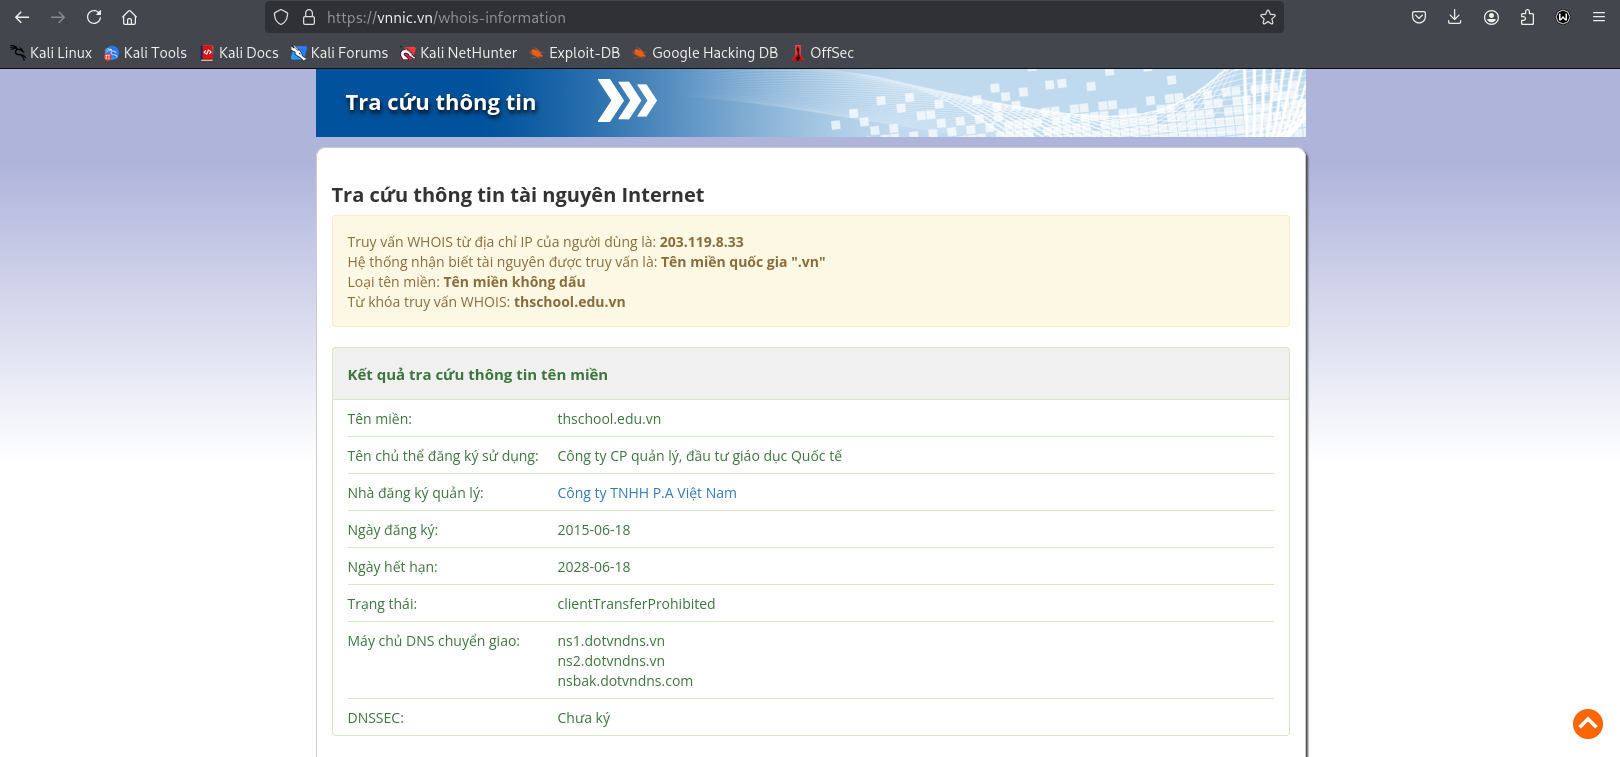 https://vnnic.vn/whois-information
Kali Linux Kali Tools Kali Docs Kali Forums Kali NetHunter Exploit-DB Google Hacking DB OffSec
Tra cứu thông tin
Tra cứu thông tin tài nguyên Internet
Truy vấn WHOIS từ địa chỉ IP của người dùng là: 203.119.8.33
Hệ thống nhận biết tài nguyên được truy vấn là: Tên miền quốc gia ".vn"
Loại tên miền: Tên miền không dấu
Từ khóa truy vấn WHOIS: thschool.edu.vn
Kết quả tra cứu thông tin tên miền
Tên miền: thschool.edu.vn
Tên chủ thể đăng ký sử dụng: Công ty CP quản lý, đầu tư giáo dục Quốc tế
Nhà đăng ký quản lý: Công ty TNHH P.A Việt Nam
Ngày đăng ký: 2015-06-18
Ngày hết hạn: 2028-06-18
Trạng thái: clientTransferProhibited
Máy chủ DNS chuyển giao: ns1.dotvndns.vn
ns2.dotvndns.vn
nsbak.dotvndns.com
DNSSEC: Chưa ký